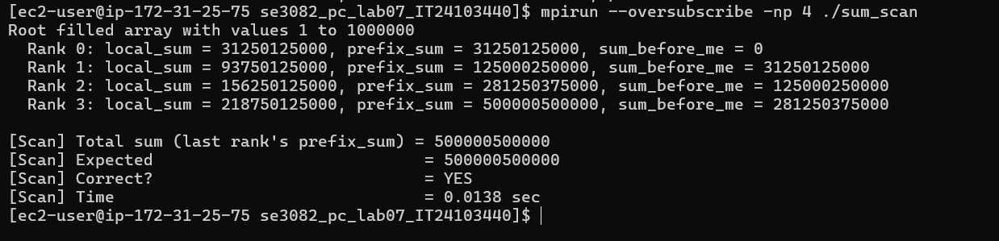 [ec2-user@ip-172-31-25-75 se3082_pc_lab07_IT24103440]$ mpirun --oversubscribe -np 4 ./sum_scan
Root filled array with values 1 to 1000000
  Rank 0: local_sum = 31250125000, prefix_sum = 31250125000, sum_before_me = 0
  Rank 1: local_sum = 93750125000, prefix_sum = 125000250000, sum_before_me = 31250125000
  Rank 2: local_sum = 156250125000, prefix_sum = 281250375000, sum_before_me = 125000250000
  Rank 3: local_sum = 218750125000, prefix_sum = 500000500000, sum_before_me = 281250375000

[Scan] Total sum (last rank's prefix_sum) = 500000500000
[Scan] Expected                            = 500000500000
[Scan] Correct?                            = YES
[Scan] Time                                = 0.0138 sec
[ec2-user@ip-172-31-25-75 se3082_pc_lab07_IT24103440]$